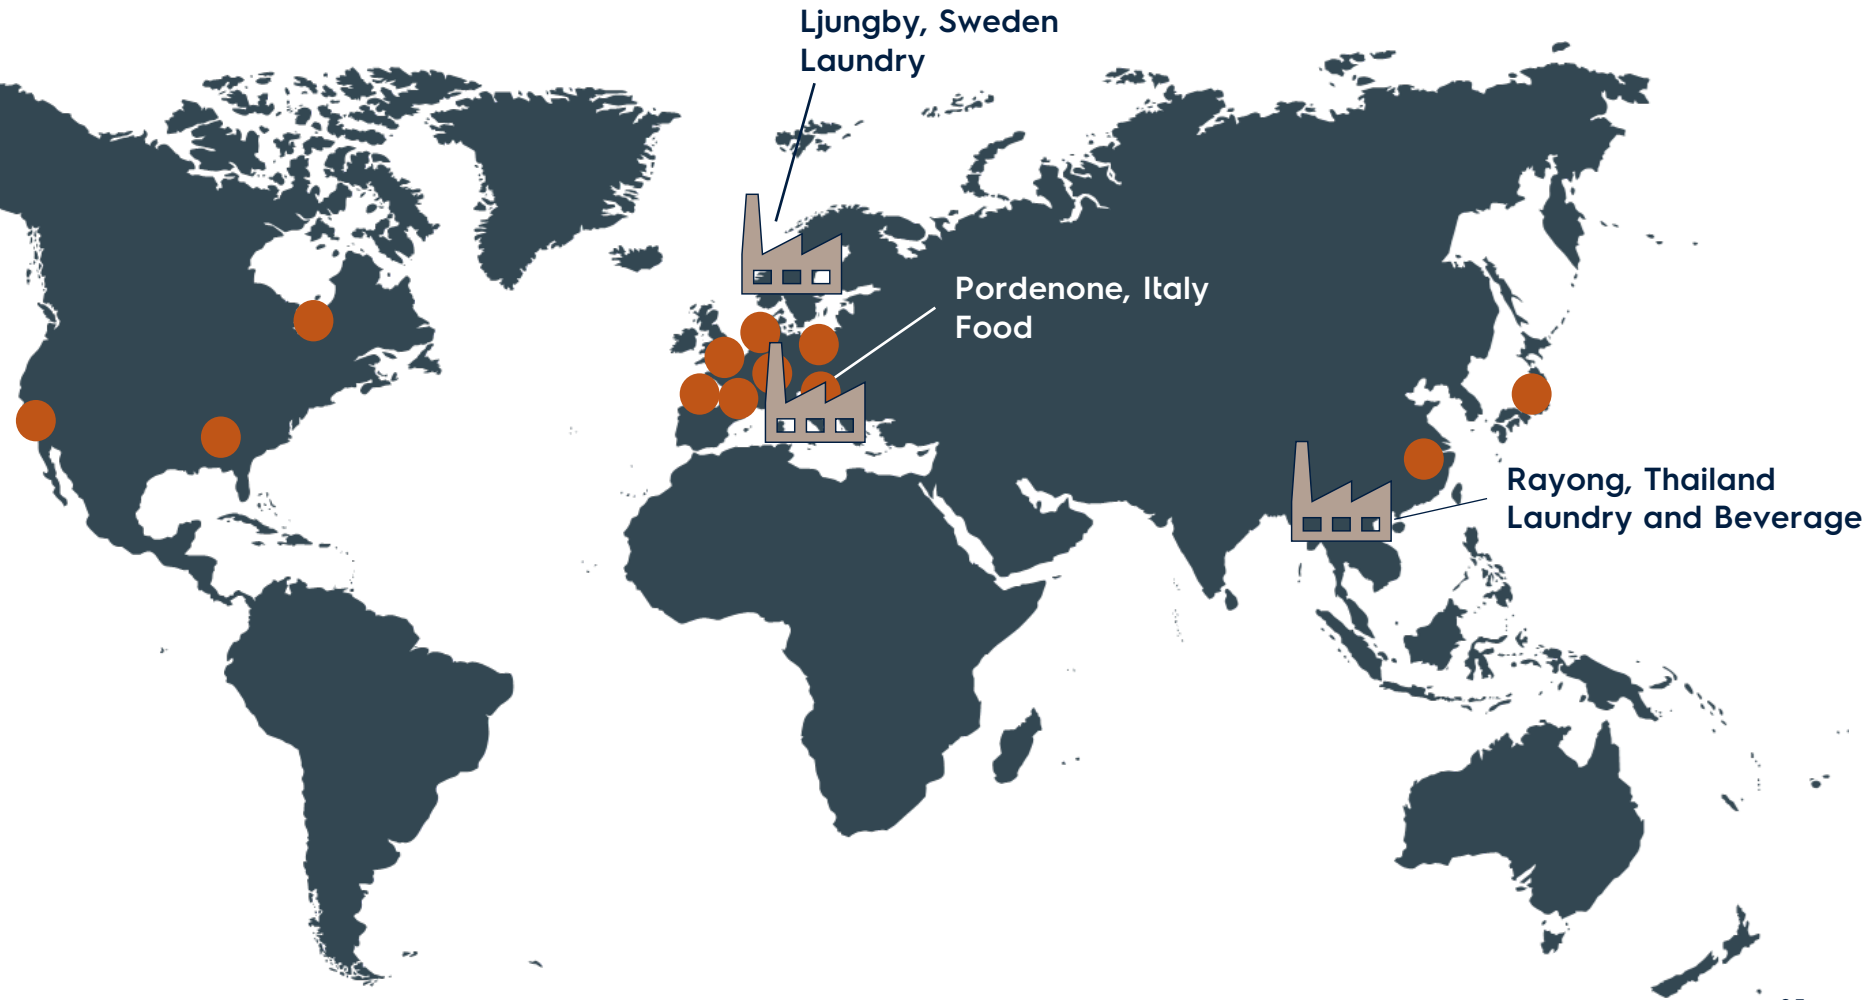 Ljungby, Sweden
Laundry
Pordenone, Italy
Food
Rayong, Thailand
Laundry and Beverage